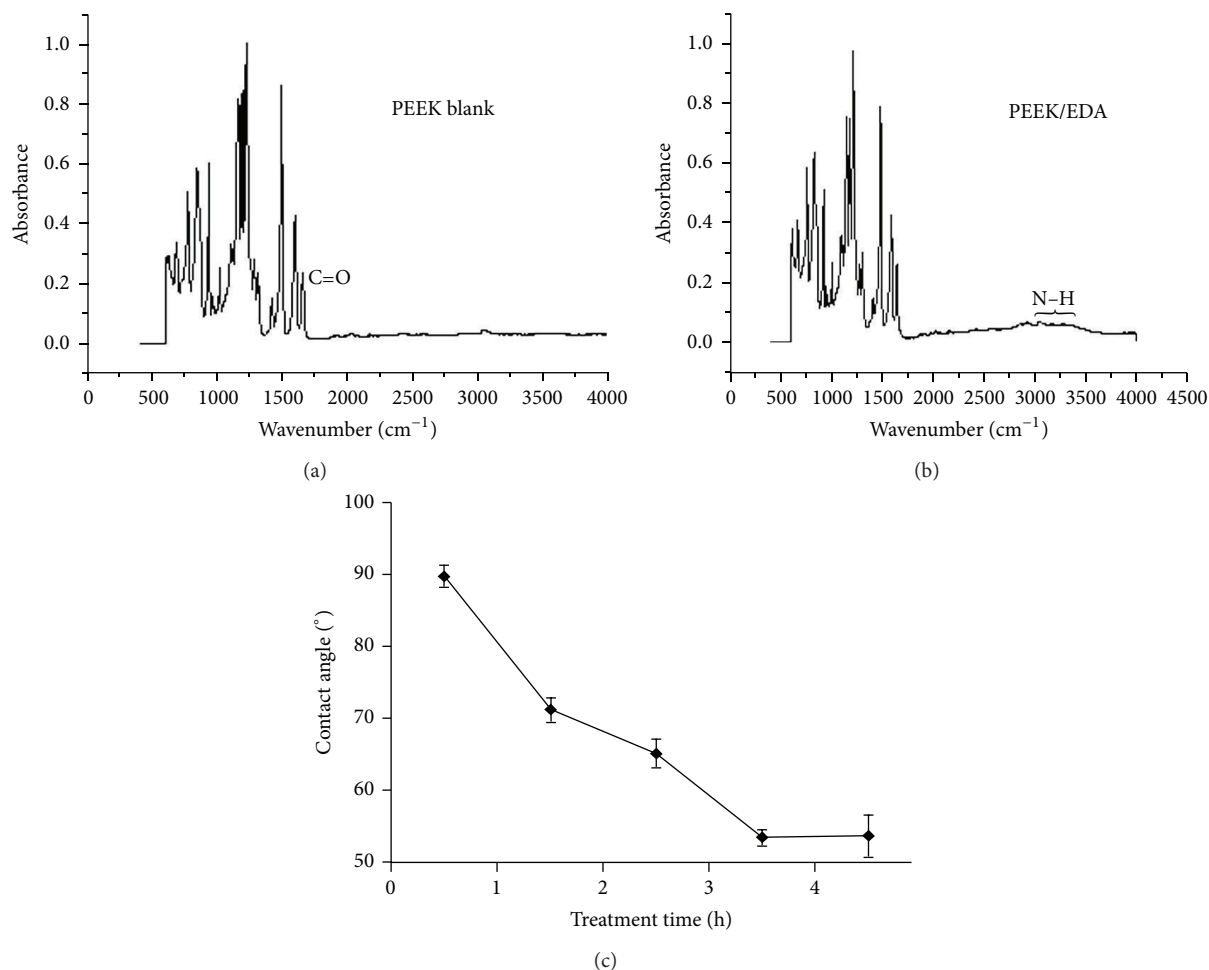 1.0
0.8
0.6
0.4
0.2
0.0
Absorbance
PEEK blank
C=O
0 500 1000 1500 2000 2500 3000 3500 4000
Wavenumber (cm⁻¹)
(a)
1.0
0.8
0.6
0.4
0.2
0.0
Absorbance
PEEK/EDA
N–H
0 500 1000 1500 2000 2500 3000 3500 4000 4500
Wavenumber (cm⁻¹)
(b)
100
90
80
70
60
50
Contact angle (°)
0 1 2 3 4
Treatment time (h)
(c)